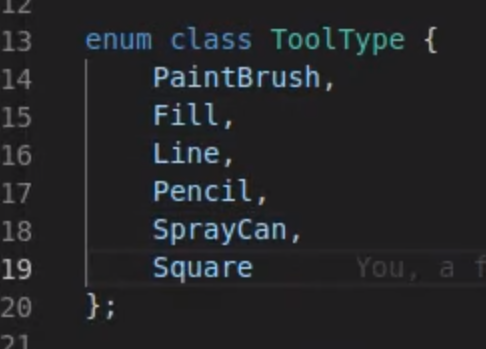 12
13 enum class ToolType {
14 PaintBrush,
15 Fill,
16 Line,
17 Pencil,
18 SprayCan,
19 Square You, a f
20 };
21